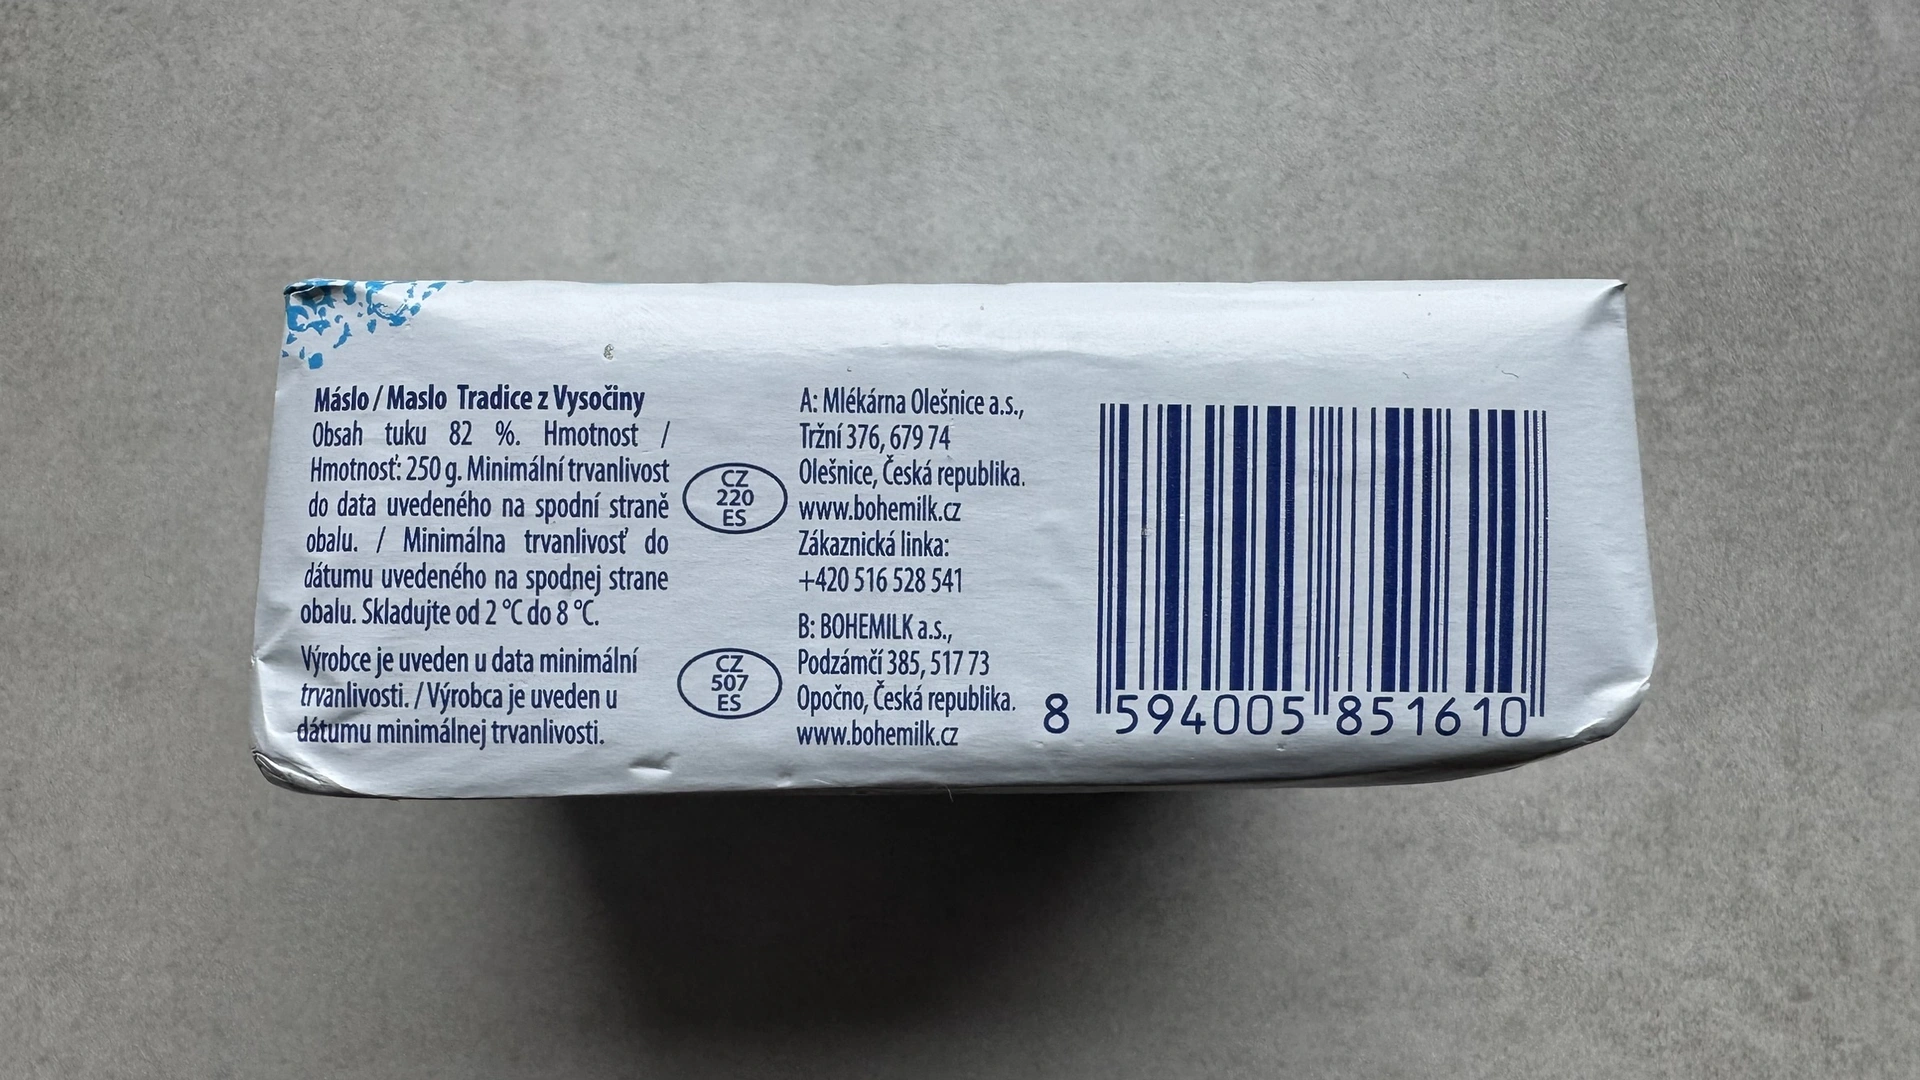 Máslo / Maslo Tradice z Vysočiny
Obsah tuku 82 %. Hmotnost /
Hmotnosť: 250 g. Minimální trvanlivost
do data uvedeného na spodní straně
obalu. / Minimálna trvanlivosť do
dátumu uvedeného na spodnej strane
obalu. Skladujte od 2 °C do 8 °C.
Výrobce je uveden u data minimální
trvanlivosti. / Výrobca je uveden u
dátumu minimálnej trvanlivosti.
CZ
220
ES
A: Mlékárna Olešnice a.s.,
Tržní 376, 679 74
Olešnice, Česká republika.
www.bohemilk.cz
Zákaznická linka:
+420 516 528 541
CZ
507
ES
B: BOHEMILK a.s.,
Podzámčí 385, 517 73
Opočno, Česká republika.
www.bohemilk.cz
8 594005 851610